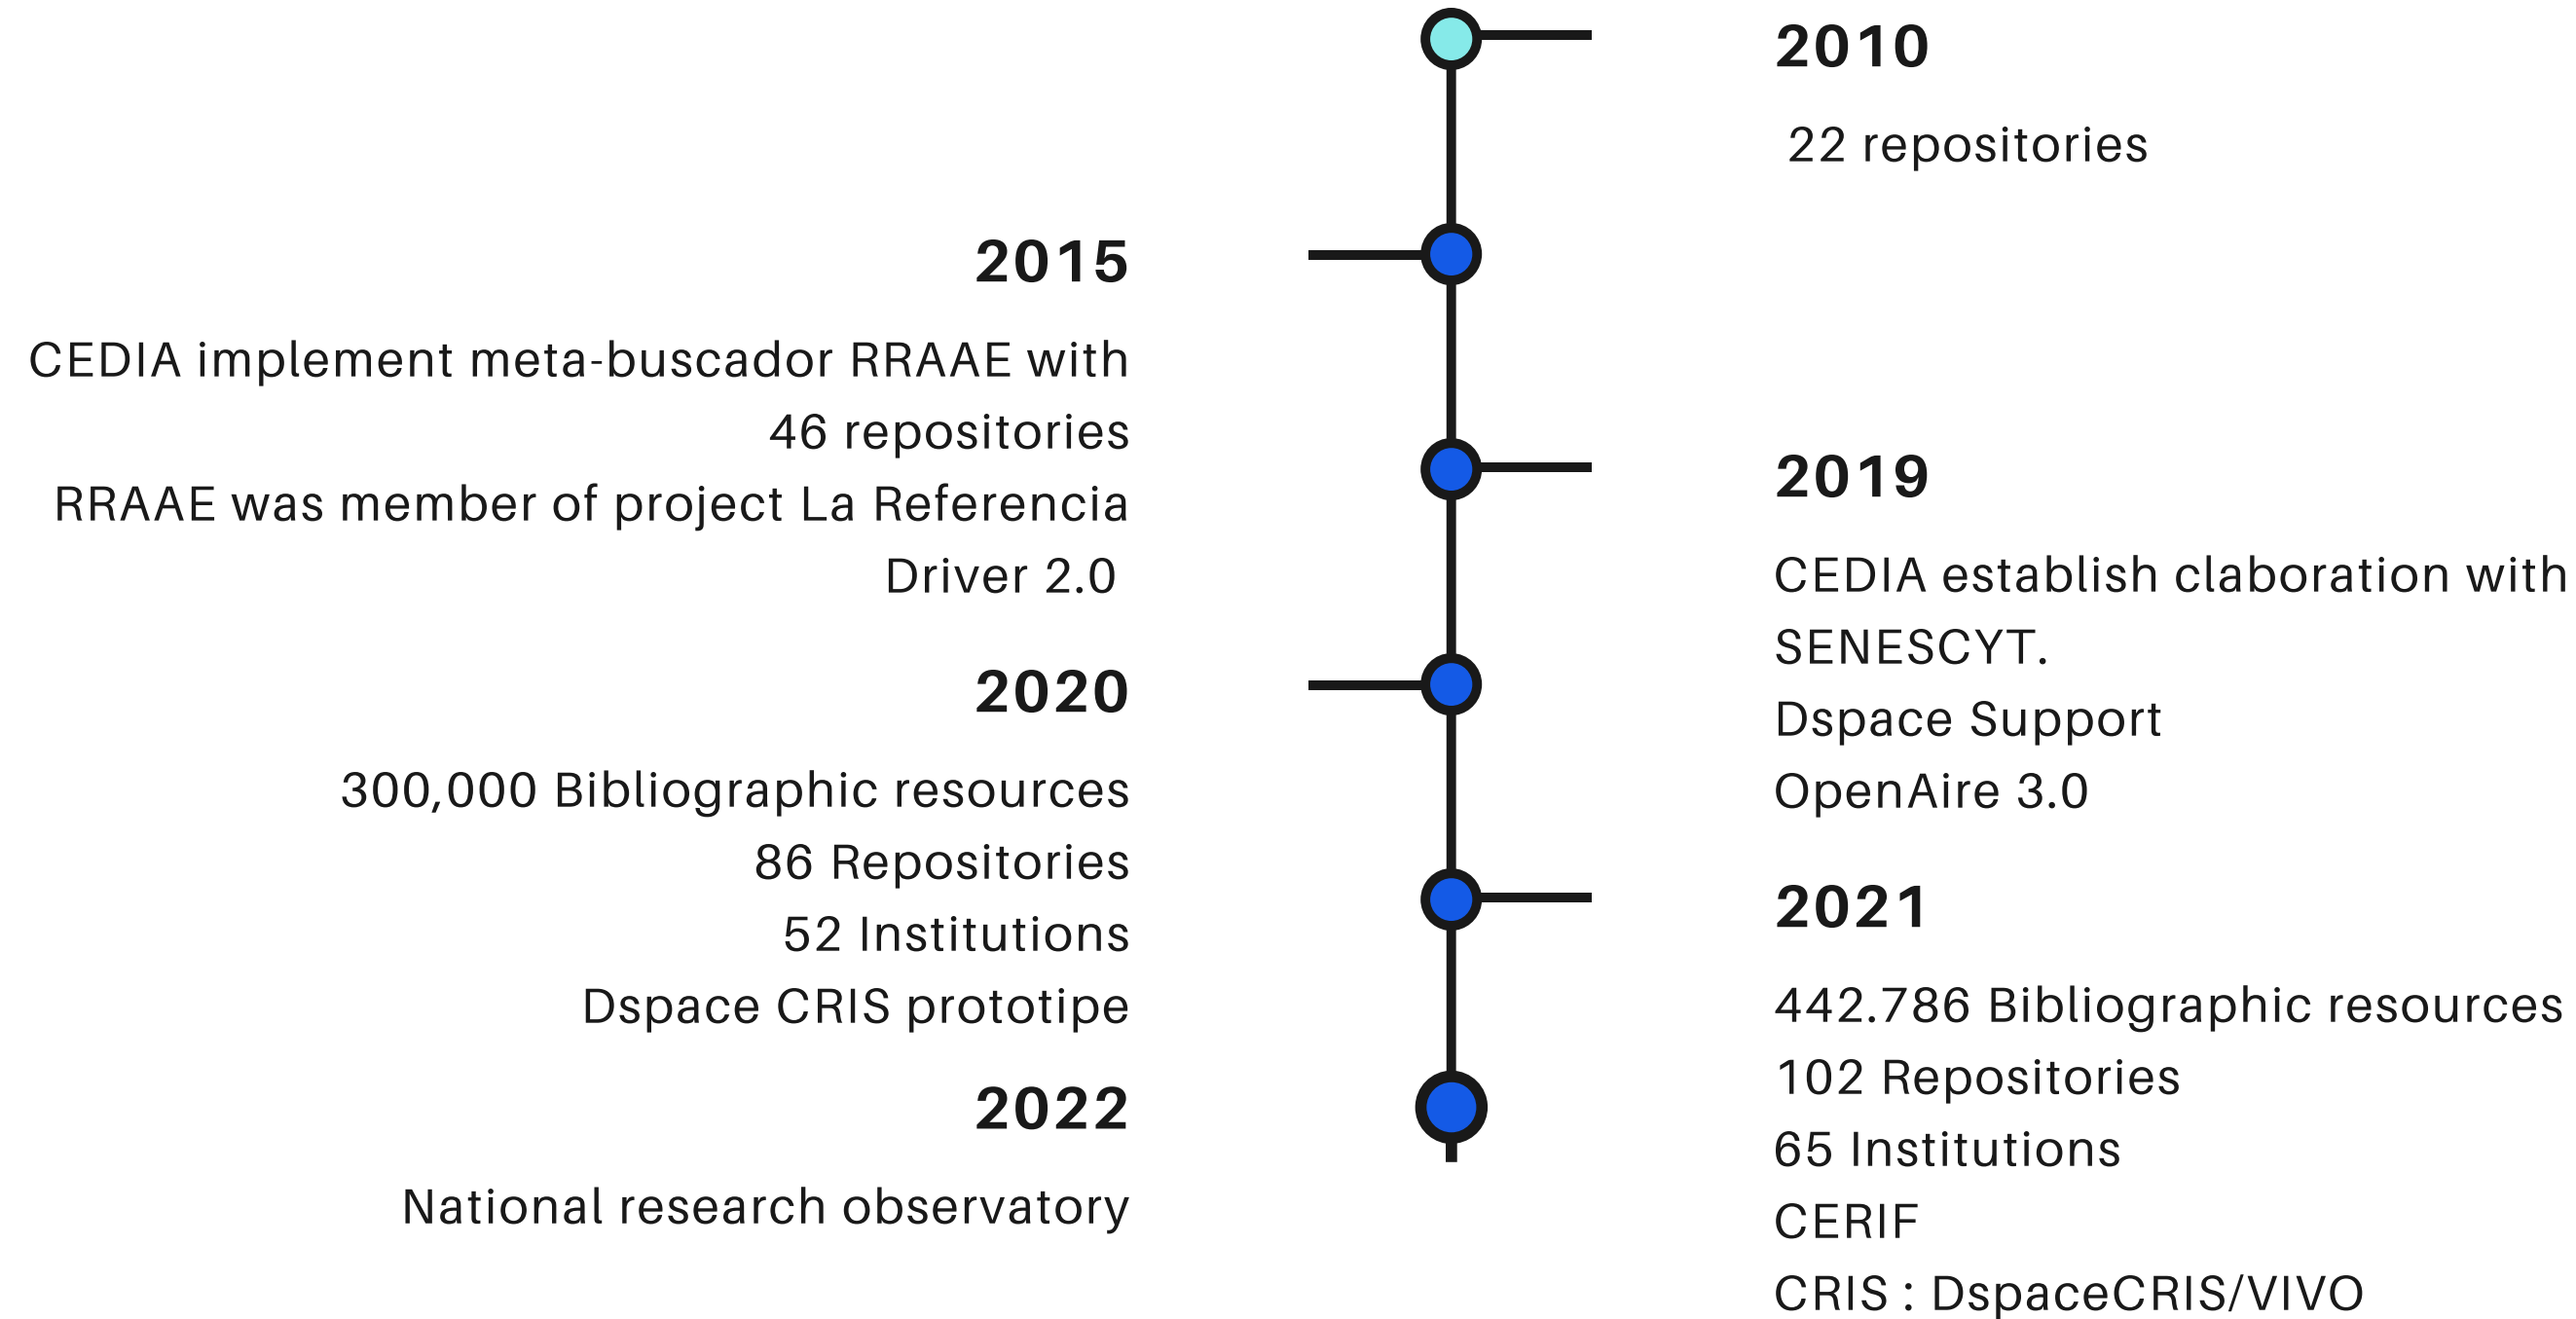 2010
22 repositories
2015
CEDIA implement meta-buscador RRAAE with
46 repositories
RRAAE was member of project La Referencia
Driver 2.0
2019
CEDIA establish claboration with
SENESCYT.
Dspace Support
OpenAire 3.0
2020
300,000 Bibliographic resources
86 Repositories
52 Institutions
Dspace CRIS prototipe
2021
442.786 Bibliographic resources
102 Repositories
65 Institutions
CERIF
CRIS : DspaceCRIS/VIVO
2022
National research observatory